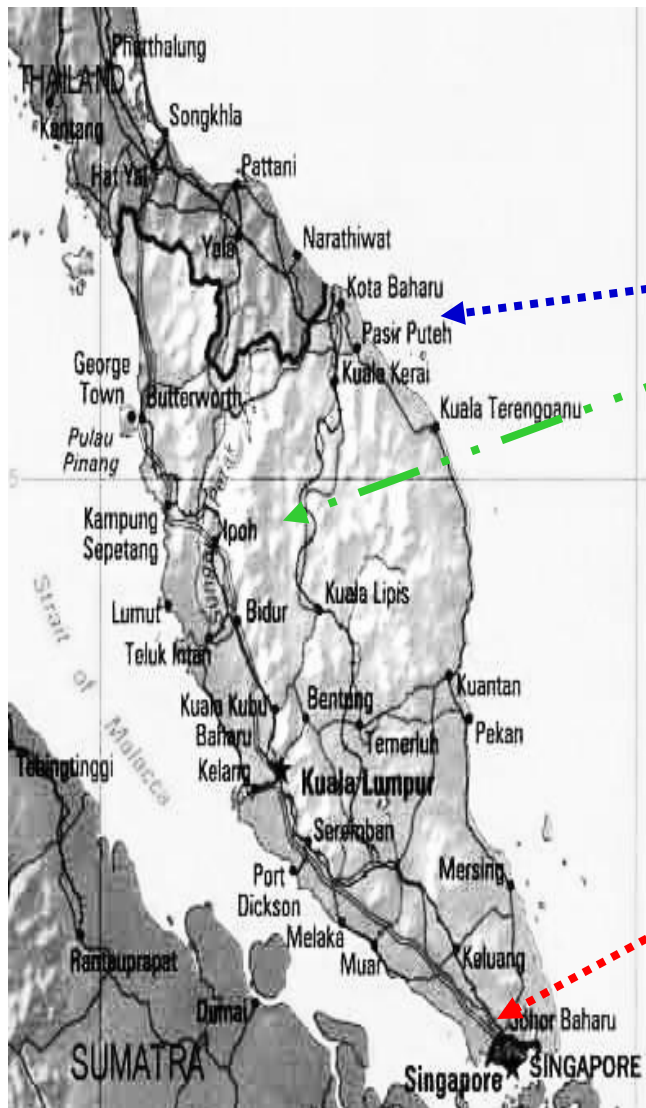 Phatthalung
THAILAND
Kantang
Songkhla
Hat Yai
Pattani
Yala
Narathiwat
Kota Baharu
Pasir Puteh
George
Town
Butterworth
Kuala Kerai
Kuala Terengganu
Pulau
Pinang
5
Kampung
Sepetang
Sungai Perak
Ipoh
Strait of Malacca
Lumut
Bidur
Kuala Lipis
Teluk Intan
Kuala Kubu
Baharu
Bentong
Temerluh
Kuantan
Pekan
Tebingtinggi
Kelang
Kuala Lumpur
Seremban
Port
Dickson
Mersing
Melaka
Muar
Keluang
Rantauprapat
Dumai
Johor Baharu
SUMATRA
Singapore
SINGAPORE